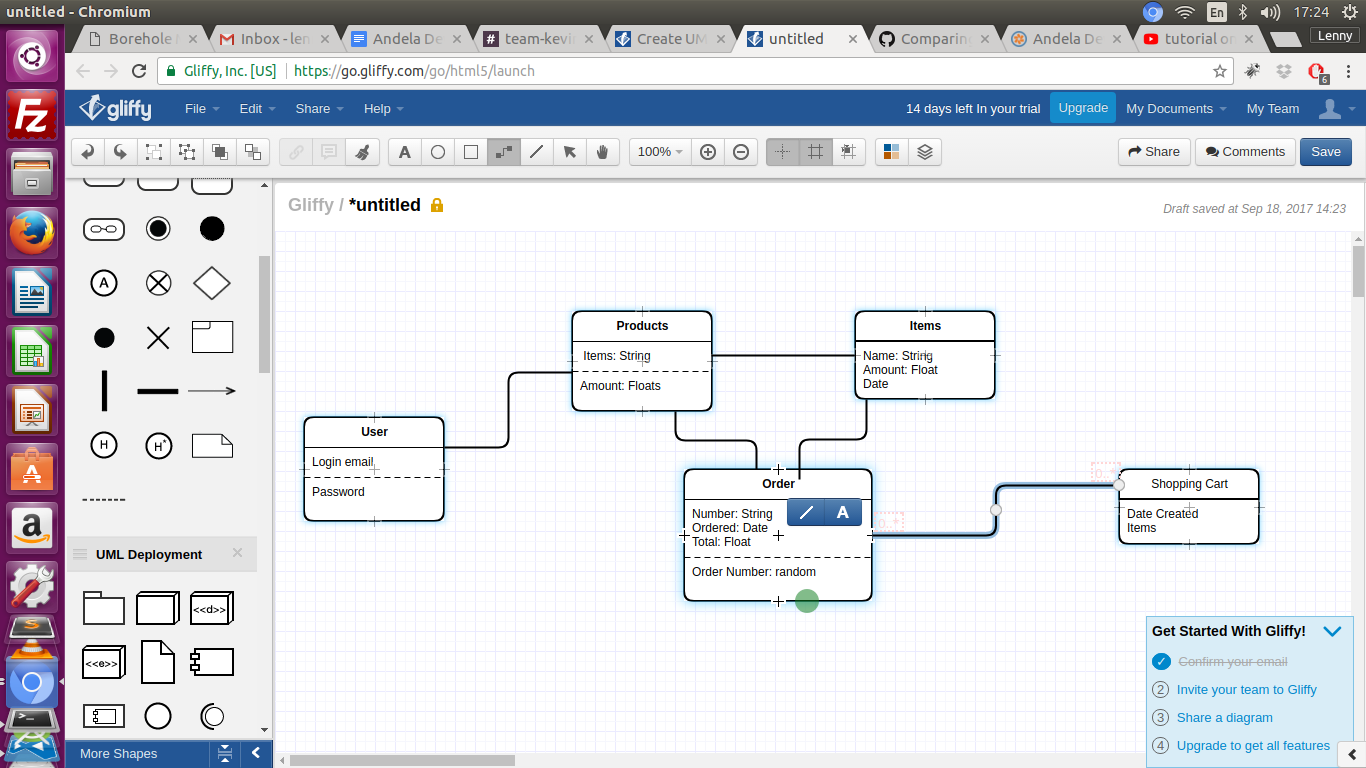 untitled - Chromium
En
17:24
Borehole
Inbox - len
Andela De
team-kevi
Create UM
untitled
Comparing
Andela De
tutorial on
Lenny
Gliffy, Inc. [US]
https://go.gliffy.com/go/html5/launch
6
gliffy
File
Edit
Share
Help
14 days left In your trial
Upgrade
My Documents
My Team
A
100%
Share
Comments
Save
Gliffy / *untitled
Draft saved at Sep 18, 2017 14:23
A
H
H*
UML Deployment
<<d>>
<<e>>
More Shapes
Products
Items: String
Amount: Floats
Items
Name: String
Amount: Float
Date
User
Login email
Password
Order
Number: String
Ordered: Date
Total: Float
Order Number: random
A
0..*
0..*
Shopping Cart
Date Created
Items
Get Started With Gliffy!
Confirm your email
2 Invite your team to Gliffy
3 Share a diagram
4 Upgrade to get all features